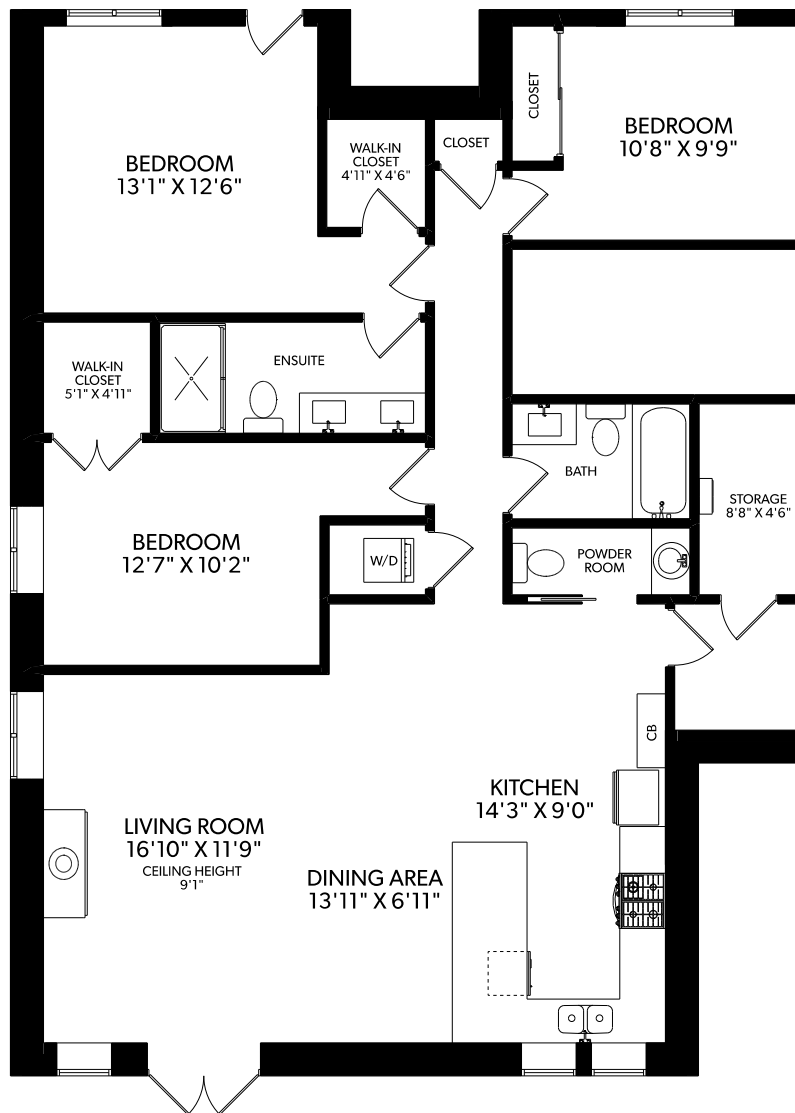 CLOSET
BEDROOM
10'8" X 9'9"
BEDROOM
13'1" X 12'6"
WALK-IN
CLOSET
4'11" X 4'6"
CLOSET
ENSUITE
WALK-IN
CLOSET
5'1" X 4'11"
BATH
STORAGE
8'8" X 4'6"
BEDROOM
12'7" X 10'2"
W/D
POWDER
ROOM
CB
KITCHEN
14'3" X 9'0"
LIVING ROOM
16'10" X 11'9"
CEILING HEIGHT
9'1"
DINING AREA
13'11" X 6'11"